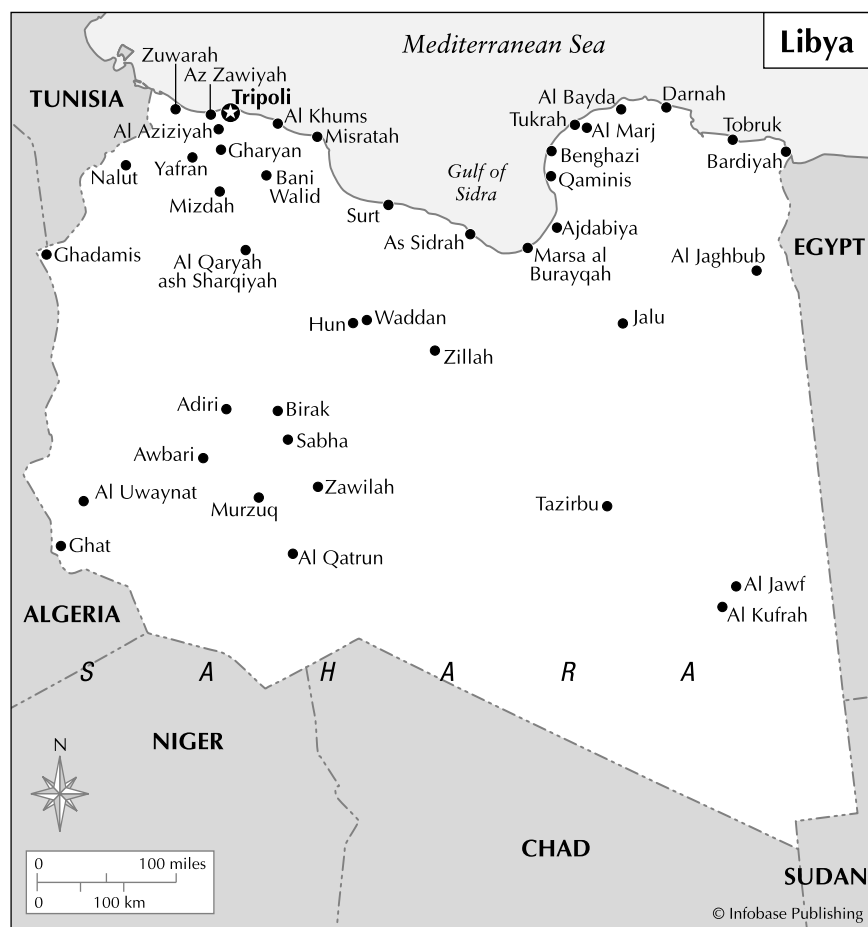 Libya
Mediterranean Sea
Zuwarah
Az Zawiyah
TUNISIA
Tripoli
Al Khums
Al Bayda
Darnah
Al Aziziyah
Misratah
Tukrah
Al Marj
Tobruk
Gharyan
Benghazi
Bardiyah
Nalut
Yafran
Gulf of
Sidra
Bani
Walid
Qaminis
Mizdah
Surt
As Sidrah
Ajdabiya
Ghadamis
Al Qaryah
ash Sharqiyah
Marsa al
Burayqah
Al Jaghbub
EGYPT
Hun
Waddan
Jalu
Zillah
Adiri
Birak
Sabha
Awbari
Al Uwaynat
Murzuq
Zawilah
Tazirbu
Ghat
Al Qatrun
Al Jawf
Al Kufrah
ALGERIA
S A H A R A
NIGER
N
CHAD
0 100 miles
0 100 km
SUDAN
© Infobase Publishing